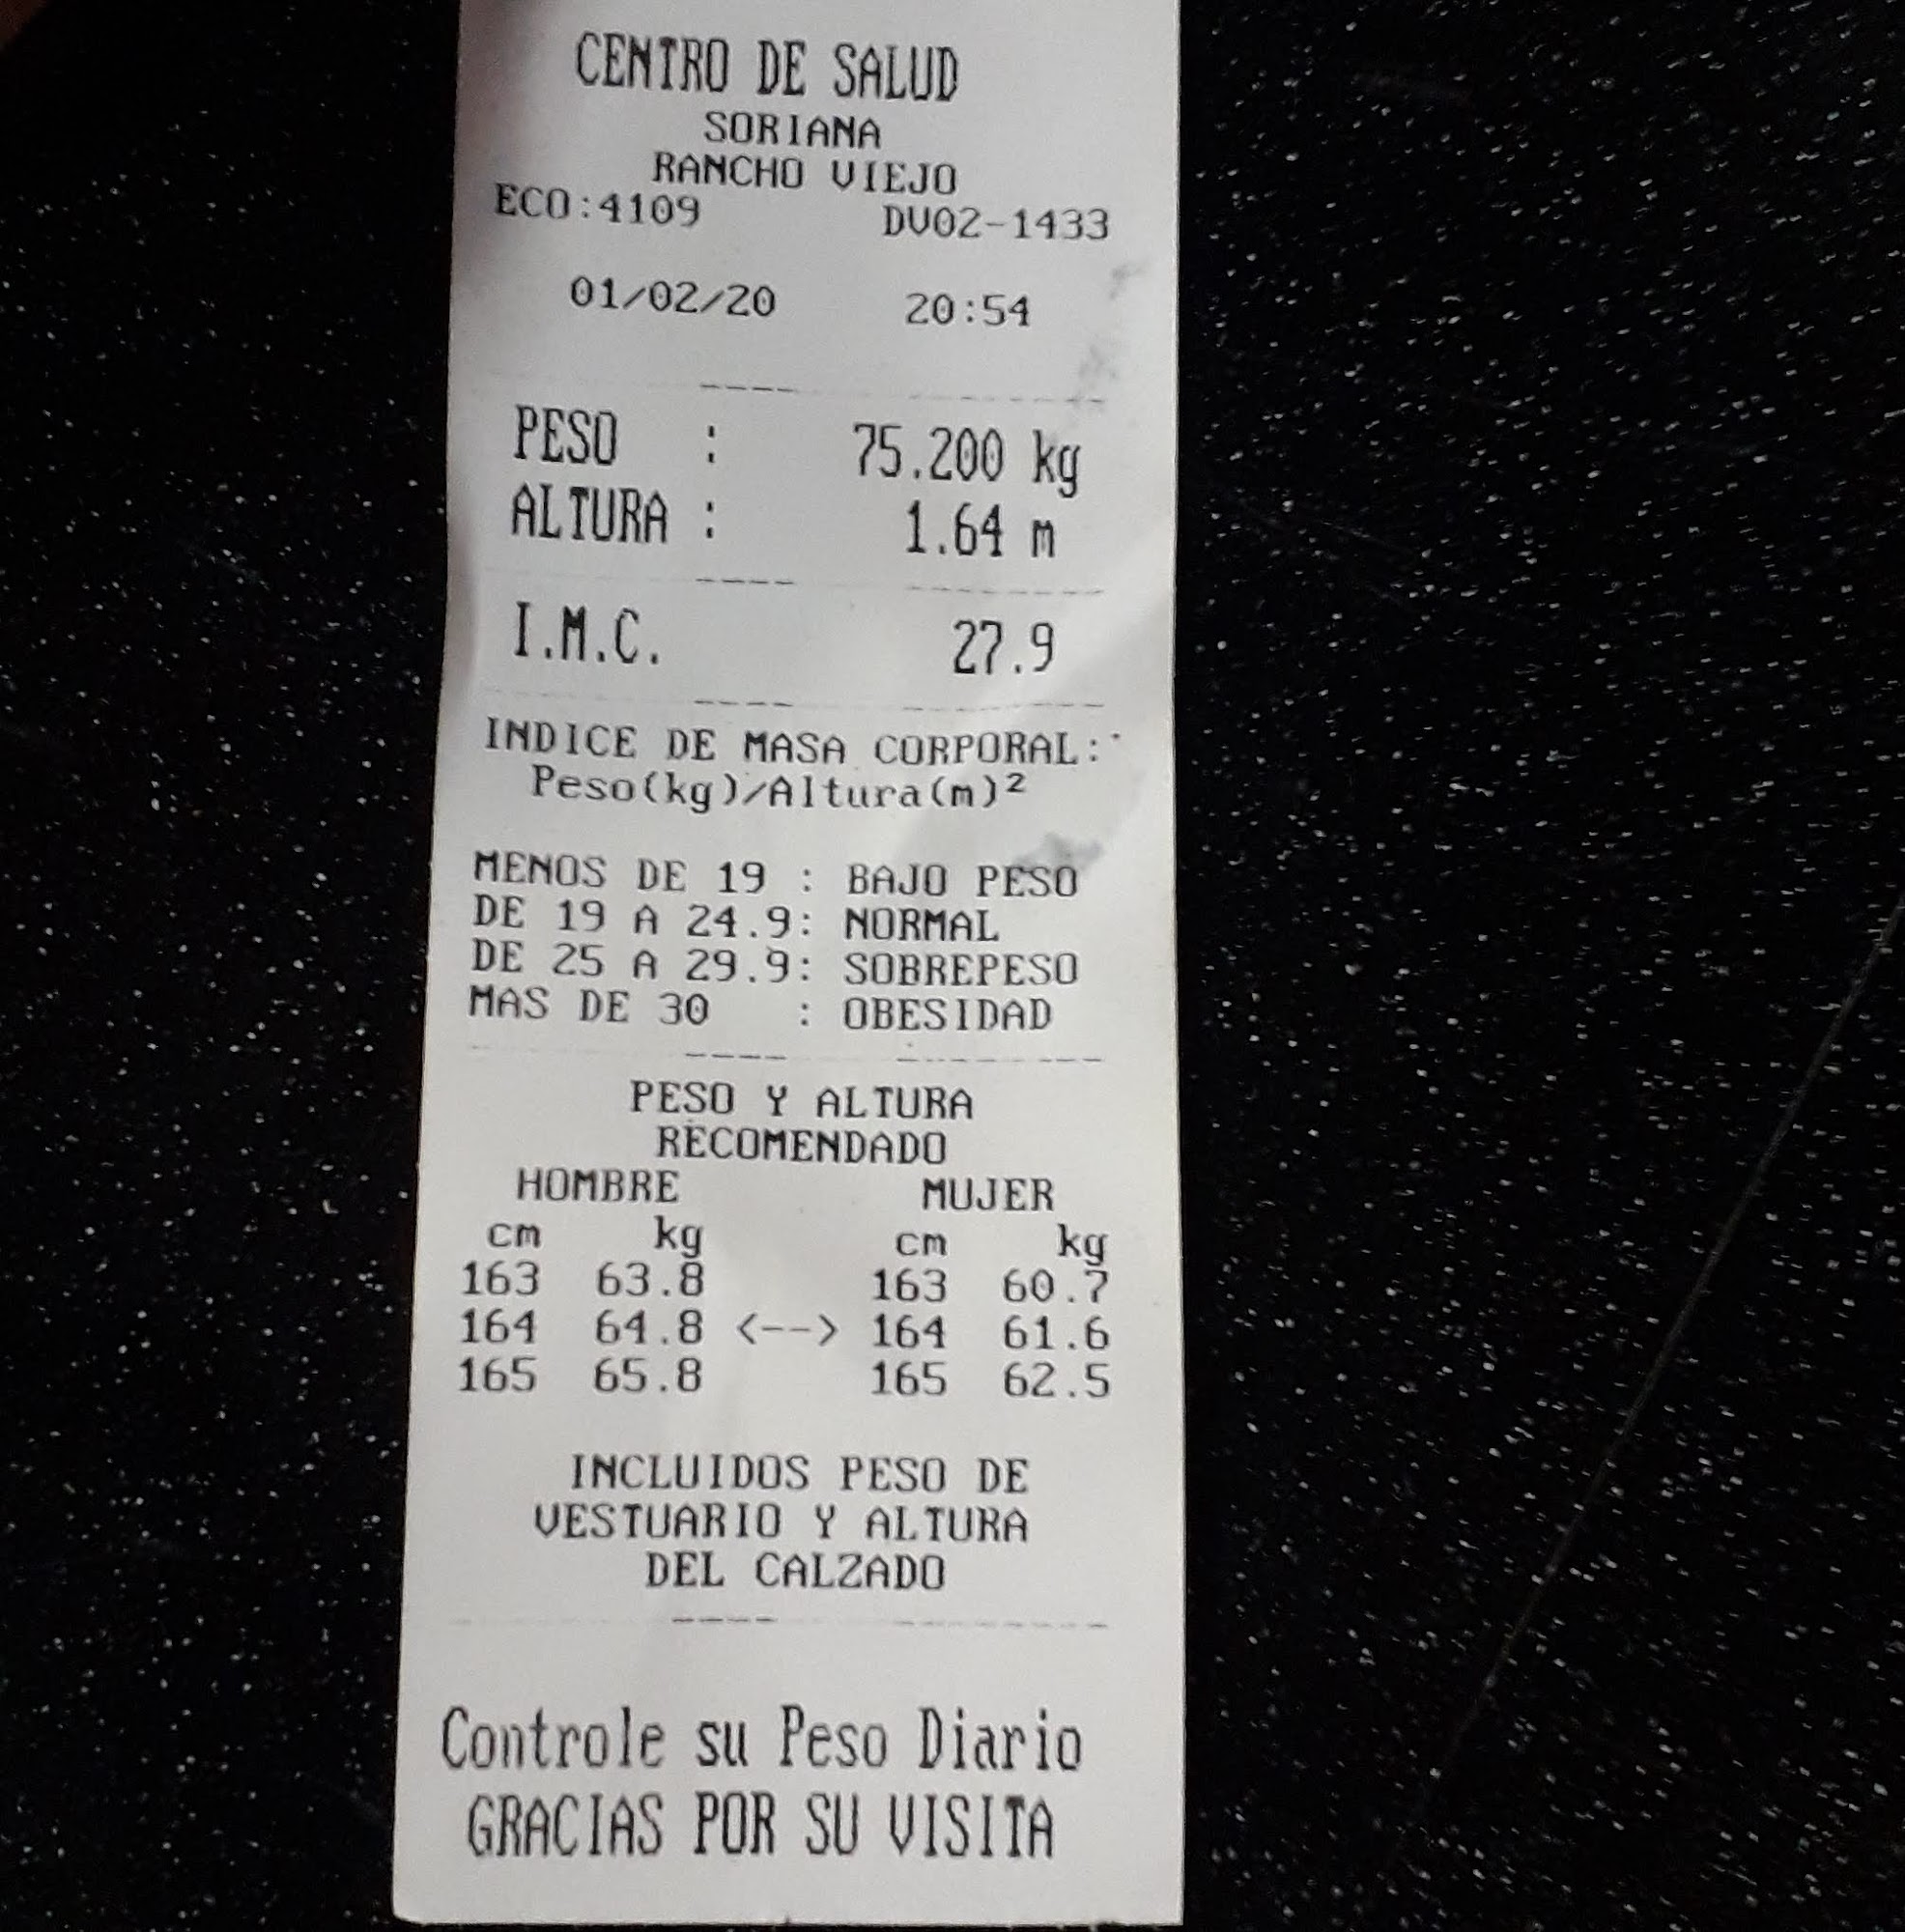 CENTRO DE SALUD
SORIANA
RANCHO VIEJO
ECO:4109 DV02-1433
01/02/20 20:54
PESO : 75.200 kg
ALTURA : 1.64 m
I.M.C. 27.9
INDICE DE MASA CORPORAL:
Peso(kg)/Altura(m)²
MENOS DE 19 : BAJO PESO
DE 19 A 24.9: NORMAL
DE 25 A 29.9: SOBREPESO
MAS DE 30 : OBESIDAD
PESO Y ALTURA
RECOMENDADO
HOMBRE MUJER
cm kg cm kg
163 63.8 163 60.7
164 64.8 <--> 164 61.6
165 65.8 165 62.5
INCLUIDOS PESO DE
VESTUARIO Y ALTURA
DEL CALZADO
Controle su Peso Diario
GRACIAS POR SU VISITA